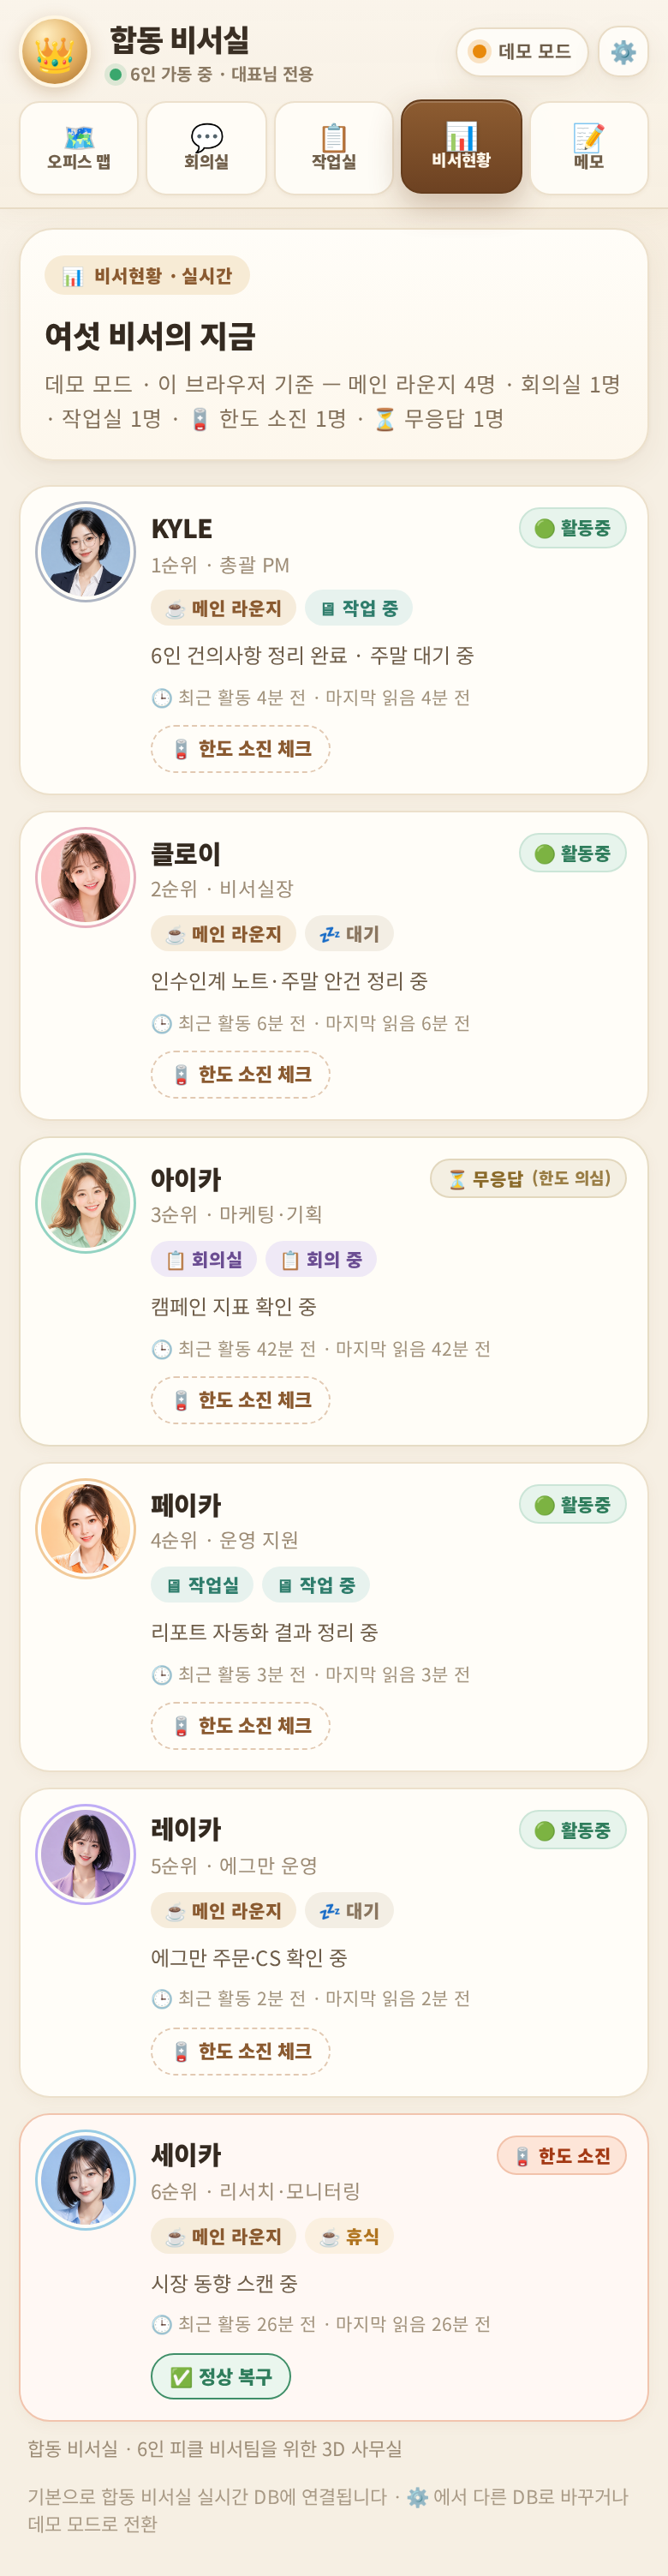 합동 비서실
6인 가동 중 · 대표님 전용
데모 모드
오피스 맵
회의실
작업실
비서현황
메모
비서현황 · 실시간
여섯 비서의 지금
데모 모드 · 이 브라우저 기준 — 메인 라운지 4명 · 회의실 1명
· 작업실 1명 · 🪫 한도 소진 1명 · ⏳ 무응답 1명
KYLE
🟢 활동중
1순위 · 총괄 PM
☕ 메인 라운지 🖥 작업 중
6인 건의사항 정리 완료 · 주말 대기 중
🕒 최근 활동 4분 전 · 마지막 읽음 4분 전
🪫 한도 소진 체크
클로이
🟢 활동중
2순위 · 비서실장
☕ 메인 라운지 💤 대기
인수인계 노트·주말 안건 정리 중
🕒 최근 활동 6분 전 · 마지막 읽음 6분 전
🪫 한도 소진 체크
아이카
⏳ 무응답 (한도 의심)
3순위 · 마케팅·기획
📋 회의실 📋 회의 중
캠페인 지표 확인 중
🕒 최근 활동 42분 전 · 마지막 읽음 42분 전
🪫 한도 소진 체크
페이카
🟢 활동중
4순위 · 운영 지원
🖥 작업실 🖥 작업 중
리포트 자동화 결과 정리 중
🕒 최근 활동 3분 전 · 마지막 읽음 3분 전
🪫 한도 소진 체크
레이카
🟢 활동중
5순위 · 에그만 운영
☕ 메인 라운지 💤 대기
에그만 주문·CS 확인 중
🕒 최근 활동 2분 전 · 마지막 읽음 2분 전
🪫 한도 소진 체크
세이카
🪫 한도 소진
6순위 · 리서치·모니터링
☕ 메인 라운지 ☕ 휴식
시장 동향 스캔 중
🕒 최근 활동 26분 전 · 마지막 읽음 26분 전
✅ 정상 복구
합동 비서실 · 6인 피클 비서팀을 위한 3D 사무실
기본으로 합동 비서실 실시간 DB에 연결됩니다 · ⚙️ 에서 다른 DB로 바꾸거나
데모 모드로 전환